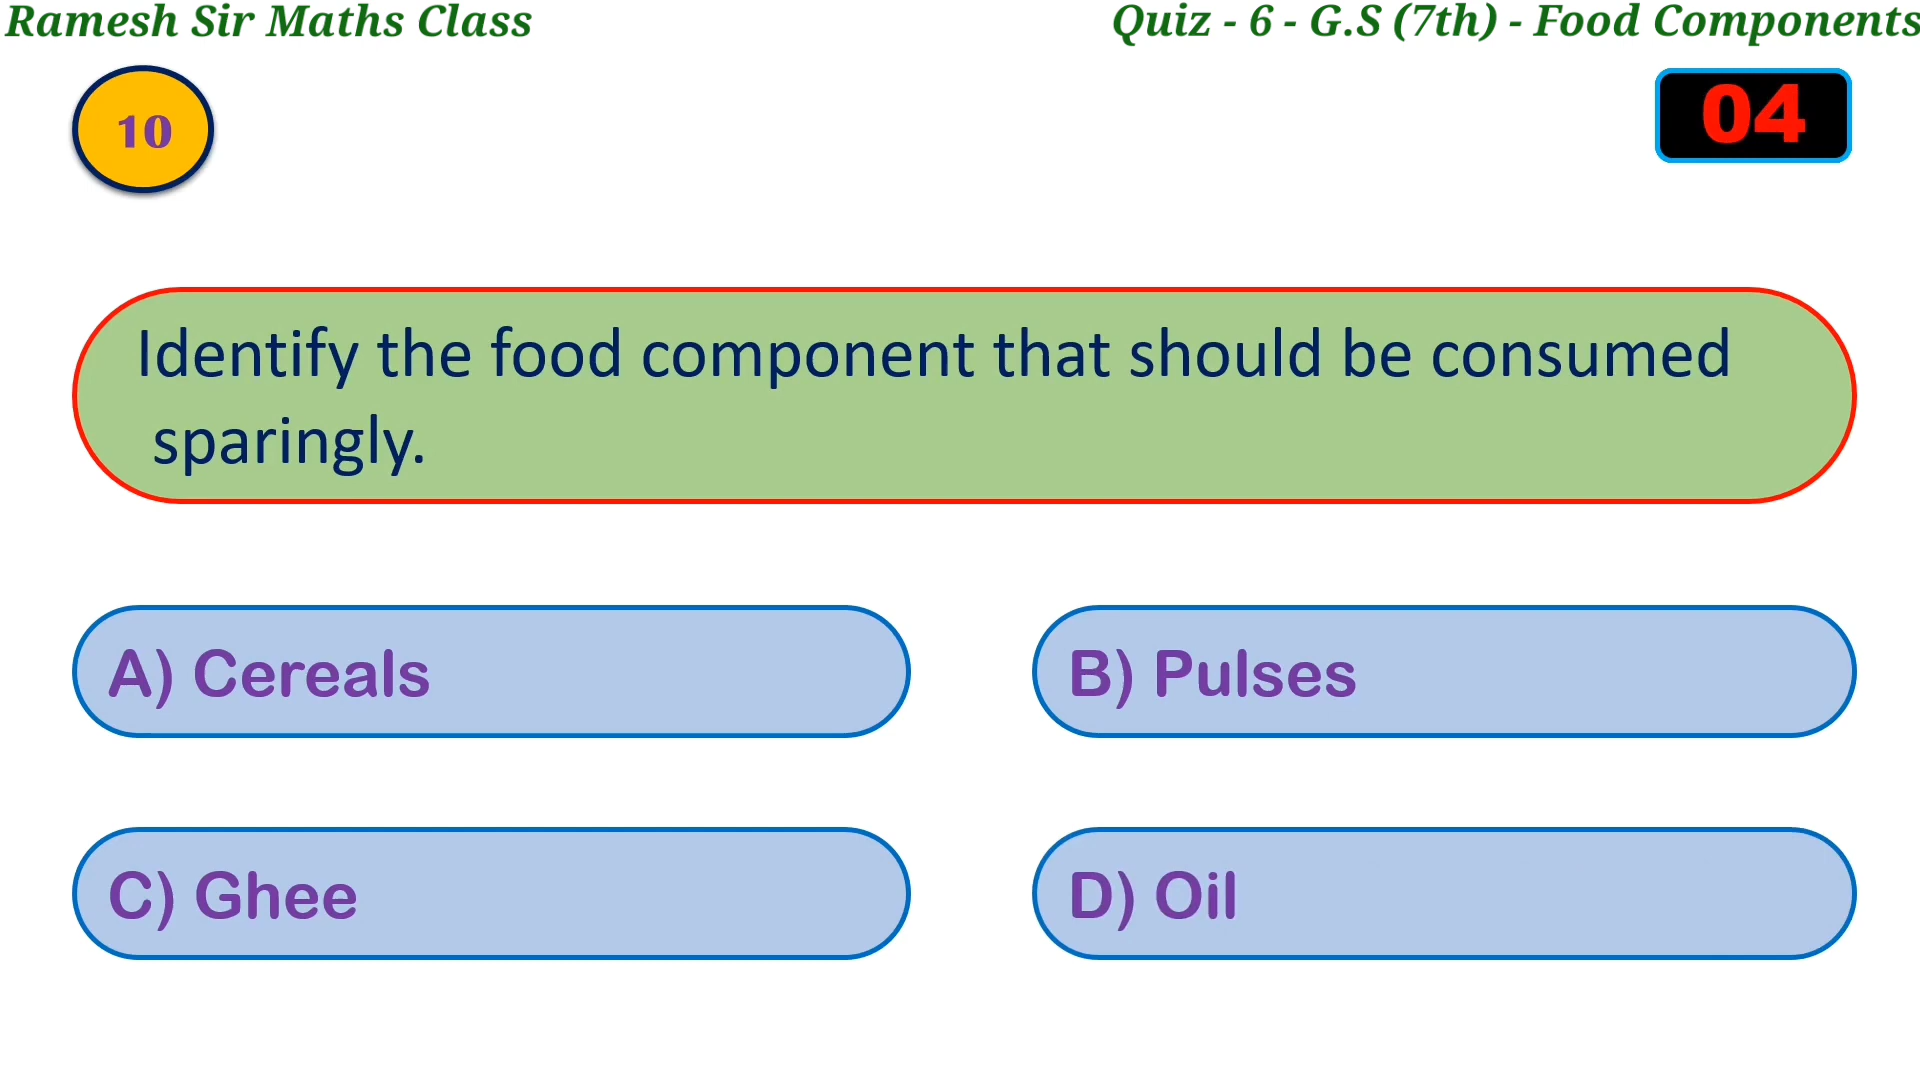 Ramesh Sir Maths Class
Quiz - 6 - G.S (7th) - Food Components
10
04
Identify the food component that should be consumed
sparingly.
A) Cereals
B) Pulses
C) Ghee
D) Oil